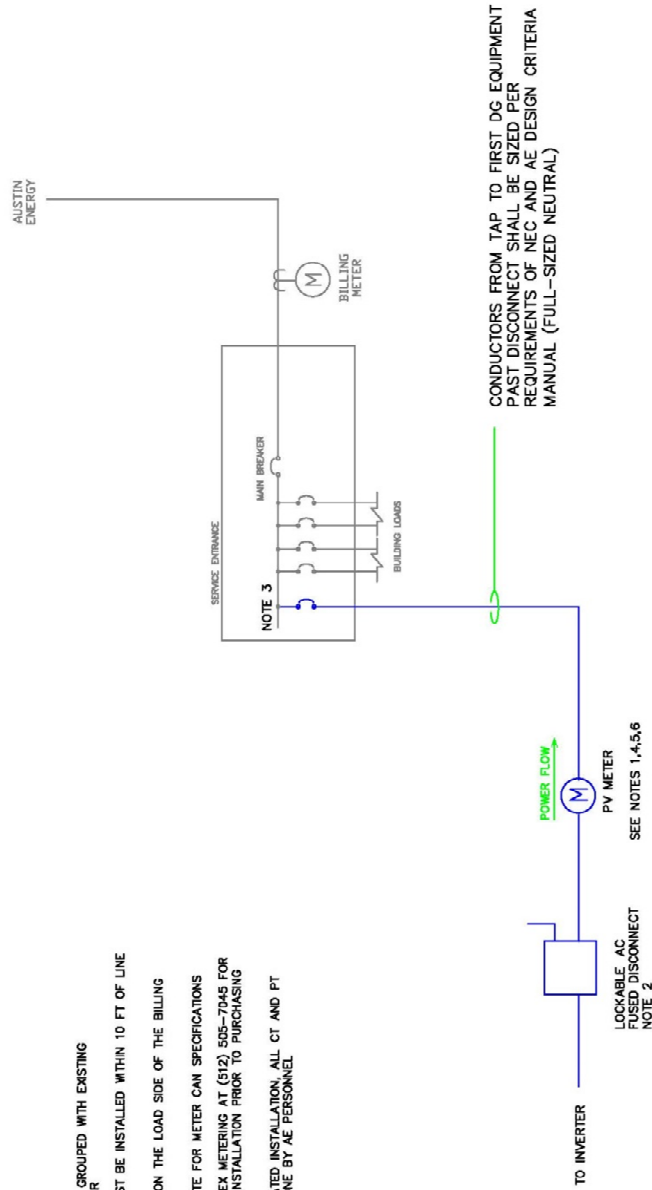 GROUPED WITH EXISTING
R
ST BE INSTALLED WITHIN 10 FT OF LINE
ON THE LOAD SIDE OF THE BILLING
TE FOR METER CAN SPECIFICATIONS
EX METERING AT (512) 505-7045 FOR
NSTALLATION PRIOR TO PURCHASING
TED INSTALLATION, ALL CT AND PT
NE BY AE PERSONNEL
AUSTIN
ENERGY
M
BILLING
METER
SERVICE ENTRANCE
MAIN BREAKER
NOTE 3
BUILDING LOADS
CONDUCTORS FROM TAP TO FIRST DG EQUIPMENT
PAST DISCONNECT SHALL BE SIZED PER
REQUIREMENTS OF NEC AND AE DESIGN CRITERIA
MANUAL (FULL-SIZED NEUTRAL)
POWER FLOW
M
PV METER
SEE NOTES 1,4,5,6
LOCKABLE AC
FUSED DISCONNECT
NOTE 2
TO INVERTER